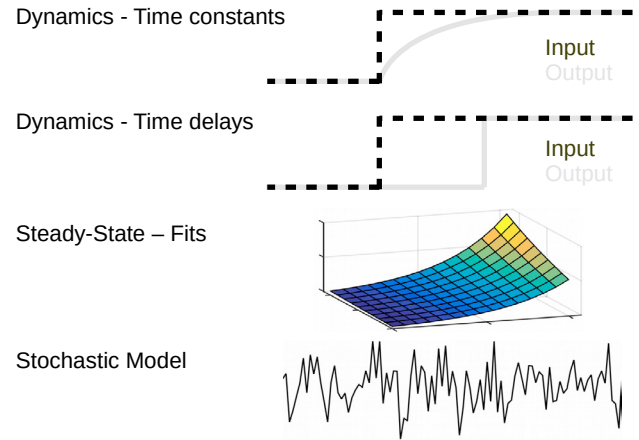 Dynamics - Time constants
Input
Output
Dynamics - Time delays
Input
Output
Steady-State – Fits
Stochastic Model